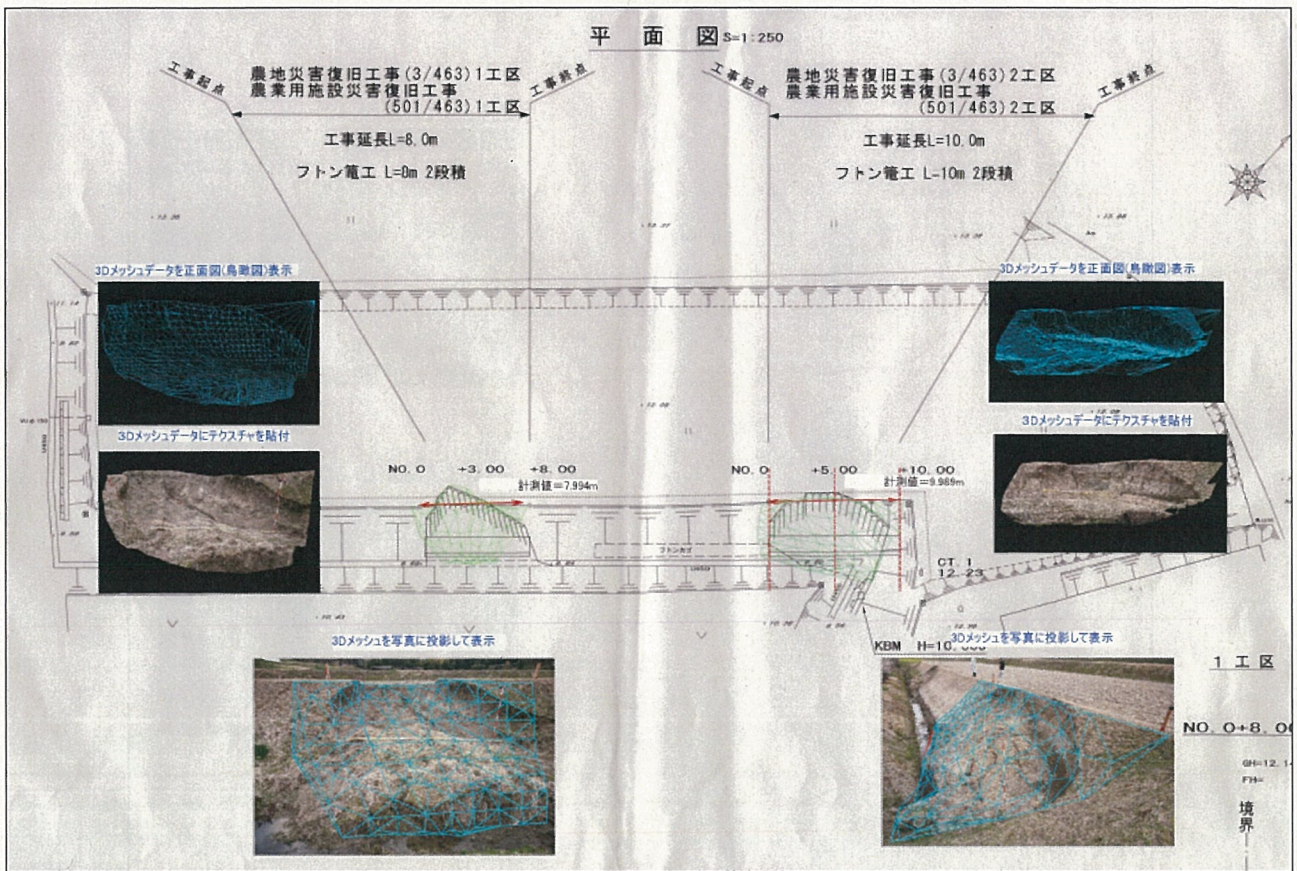 平面図 S=1:250
工事起点
農地災害復旧工事(3/463)1工区
農業用施設災害復旧工事
(501/463)1工区
工事終点
工事延長L=8.0m
フトン篭工 L=8m 2段積
工事起点
農地災害復旧工事(3/463)2工区
農業用施設災害復旧工事
(501/463)2工区
工事終点
工事延長L=10.0m
フトン篭工 L=10m 2段積
3Dメッシュデータを正面図(鳥瞰図)表示
3Dメッシュデータを正面図(鳥瞰図)表示
3Dメッシュデータにテクスチャを貼付
3Dメッシュデータにテクスチャを貼付
NO.0 +3.00 +8.00
計測値=7.994m
NO.0 +5.00 +10.00
計測値=9.989m
フトンカゴ
CT.1
12.23
KBM H=10.
3Dメッシュを写真に投影して表示
3Dメッシュを写真に投影して表示
1工区
NO.0+8.00
GH=12.1
FH=
境界